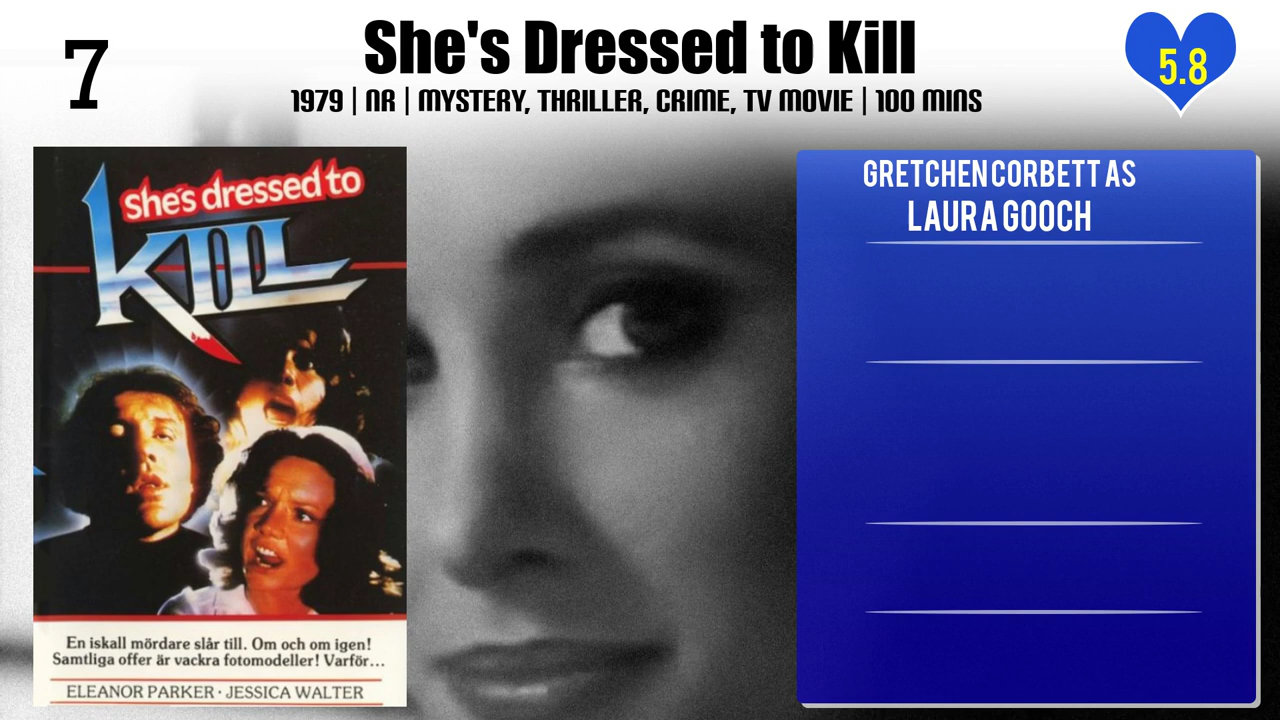 7
She's Dressed to Kill
1979 | NR | MYSTERY, THRILLER, CRIME, TV MOVIE | 100 MINS
5.8
she's dressed to
KILL
En iskall mördare slår till. Om och om igen!
Samtliga offer är vackra fotomodeller! Varför...
ELEANOR PARKER · JESSICA WALTER
GRETCHEN CORBETT AS
LAURA GOOCH